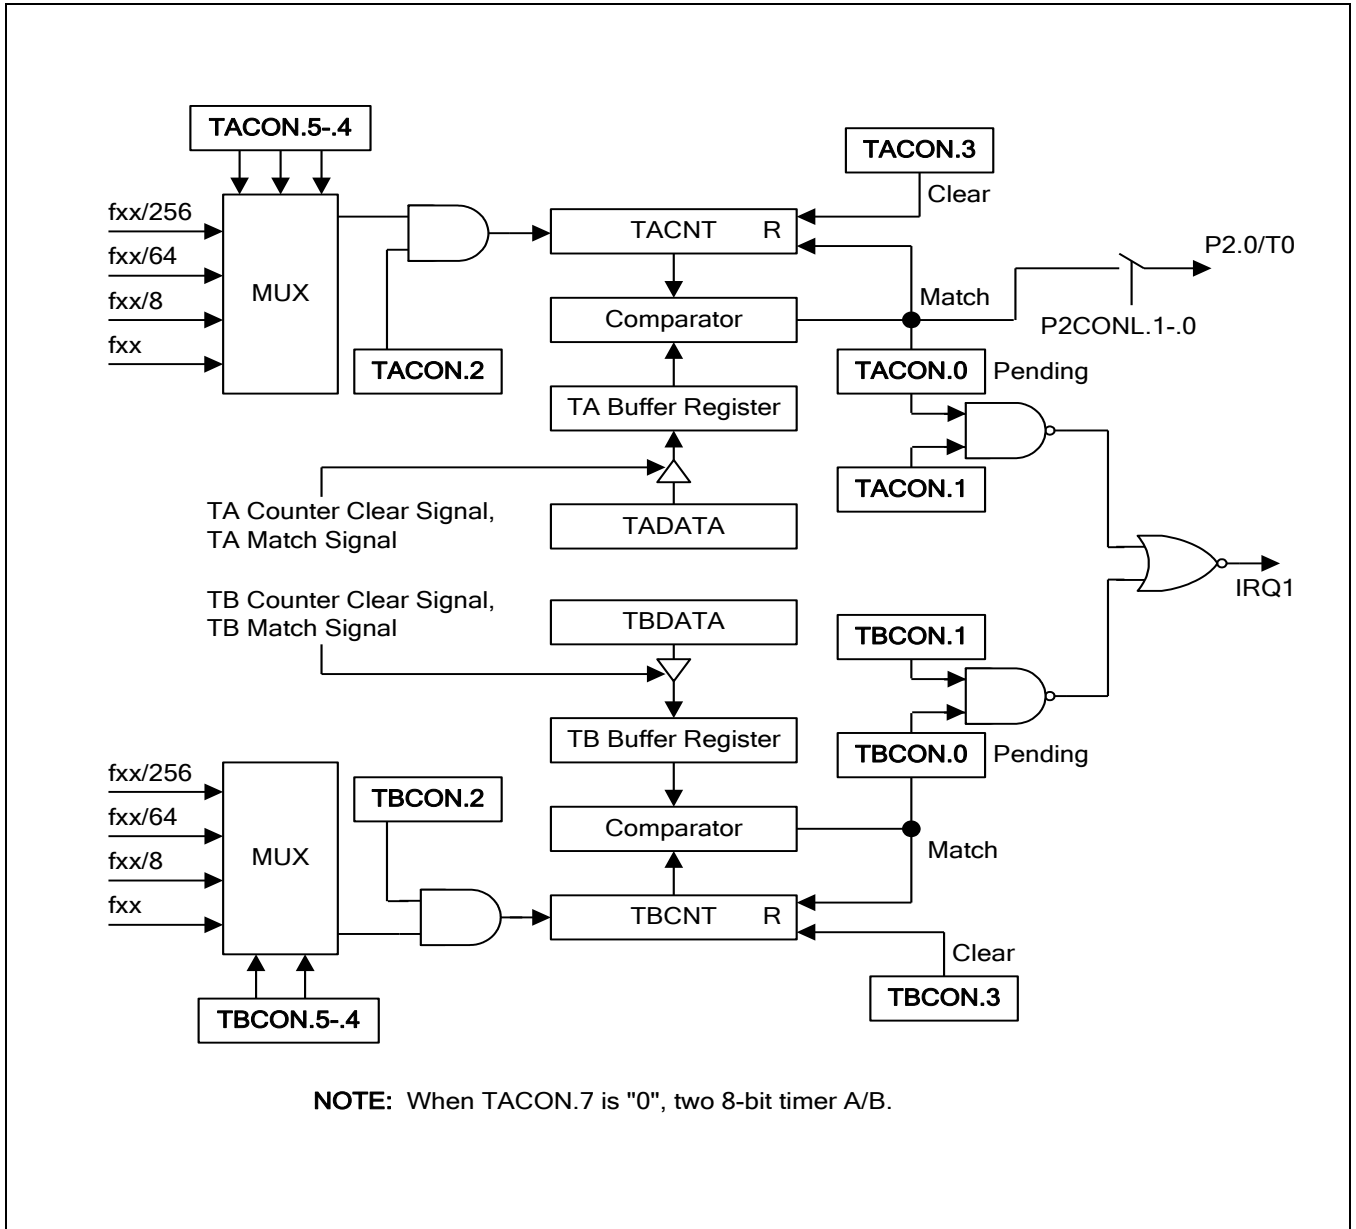 TACON.5-.4
TACON.3
Clear
fxx/256
fxx/64
fxx/8
fxx
MUX
TACON.2
TACNT R
Comparator
Match
P2.0/T0
P2CONL.1-.0
TACON.0 Pending
TA Buffer Register
TACON.1
TA Counter Clear Signal,
TA Match Signal
TADATA
IRQ1
TB Counter Clear Signal,
TB Match Signal
TBDATA
TBCON.1
TB Buffer Register
TBCON.0 Pending
fxx/256
fxx/64
fxx/8
fxx
MUX
TBCON.2
Comparator
Match
TBCNT R
Clear
TBCON.3
TBCON.5-.4
NOTE: When TACON.7 is "0", two 8-bit timer A/B.